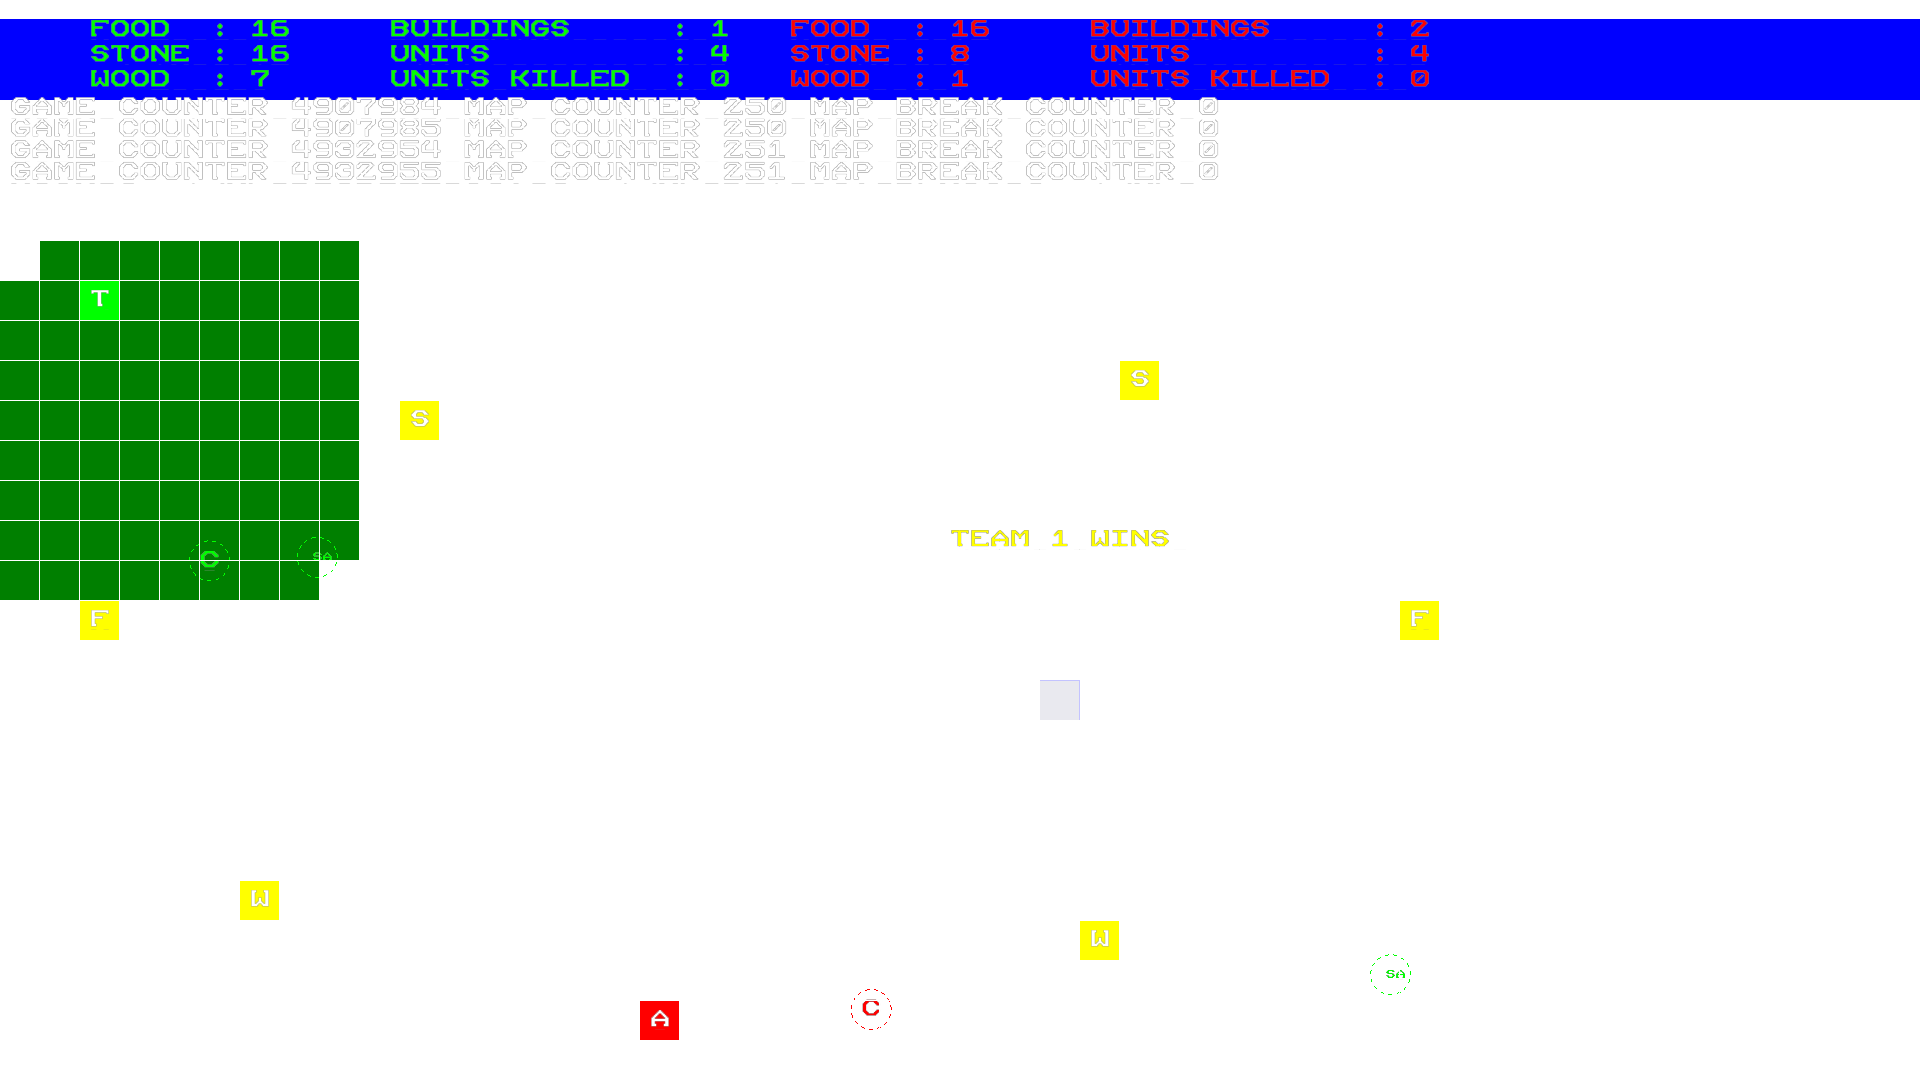 FOOD : 16 BUILDINGS : 1 FOOD : 16 BUILDINGS : 2
STONE : 16 UNITS : 4 STONE : 8 UNITS : 4
WOOD : 7 UNITS KILLED : 0 WOOD : 1 UNITS KILLED : 0
GAME COUNTER 4907984 MAP COUNTER 250 MAP BREAK COUNTER 0
GAME COUNTER 4907985 MAP COUNTER 250 MAP BREAK COUNTER 0
GAME COUNTER 4932954 MAP COUNTER 251 MAP BREAK COUNTER 0
GAME COUNTER 4932955 MAP COUNTER 251 MAP BREAK COUNTER 0
T
S
S
TEAM 1 WINS
C SA
F
F
W
W
SA
A
C